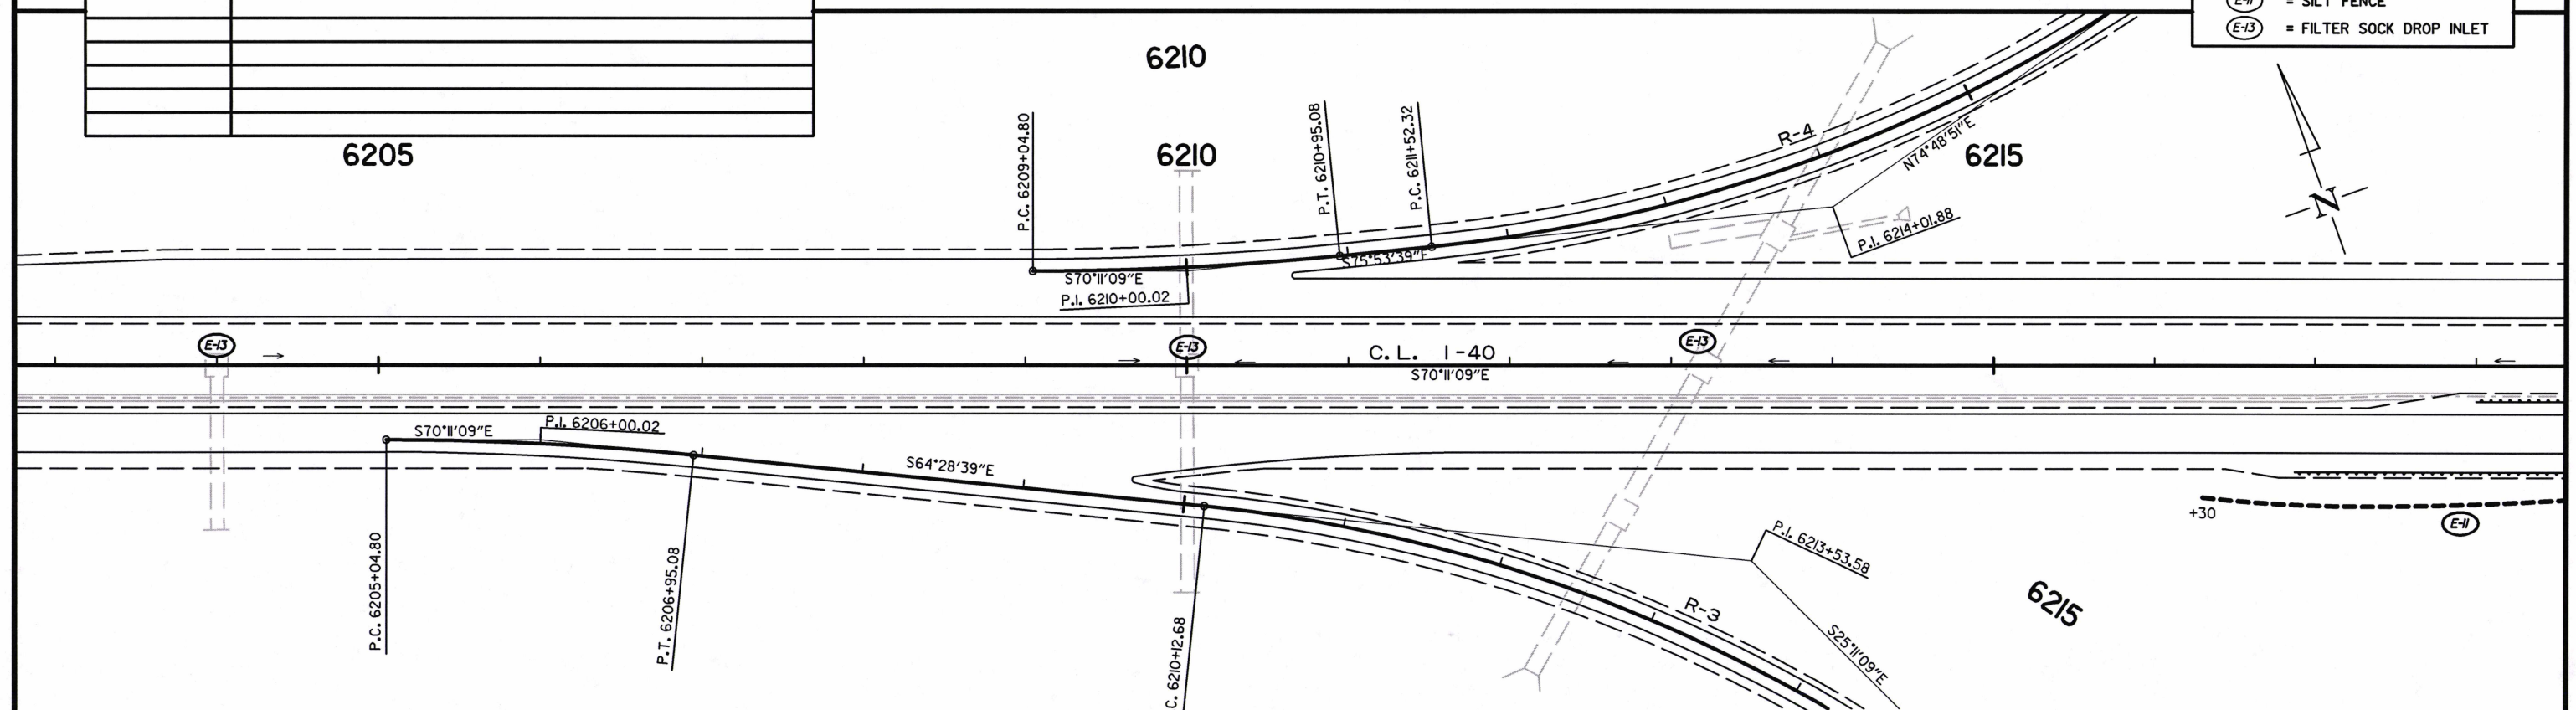 E-11 = SILT FENCE
E-13 = FILTER SOCK DROP INLET
6210
6205
6210
6215
P.C. 6209+04.80
P.T. 6210+95.08
P.C. 6211+52.32
R-4
N74°48'51"E
P.I. 6214+01.88
N
S70°11'09"E
P.I. 6210+00.02
S75°53'39"E
E-13
E-13
E-13
C.L. I-40
S70°11'09"E
S70°11'09"E
P.I. 6206+00.02
S64°28'39"E
P.C. 6205+04.80
P.T. 6206+95.08
C. 6210+12.68
P.I. 6213+53.58
R-3
S25°11'09"E
6215
+30
E-11